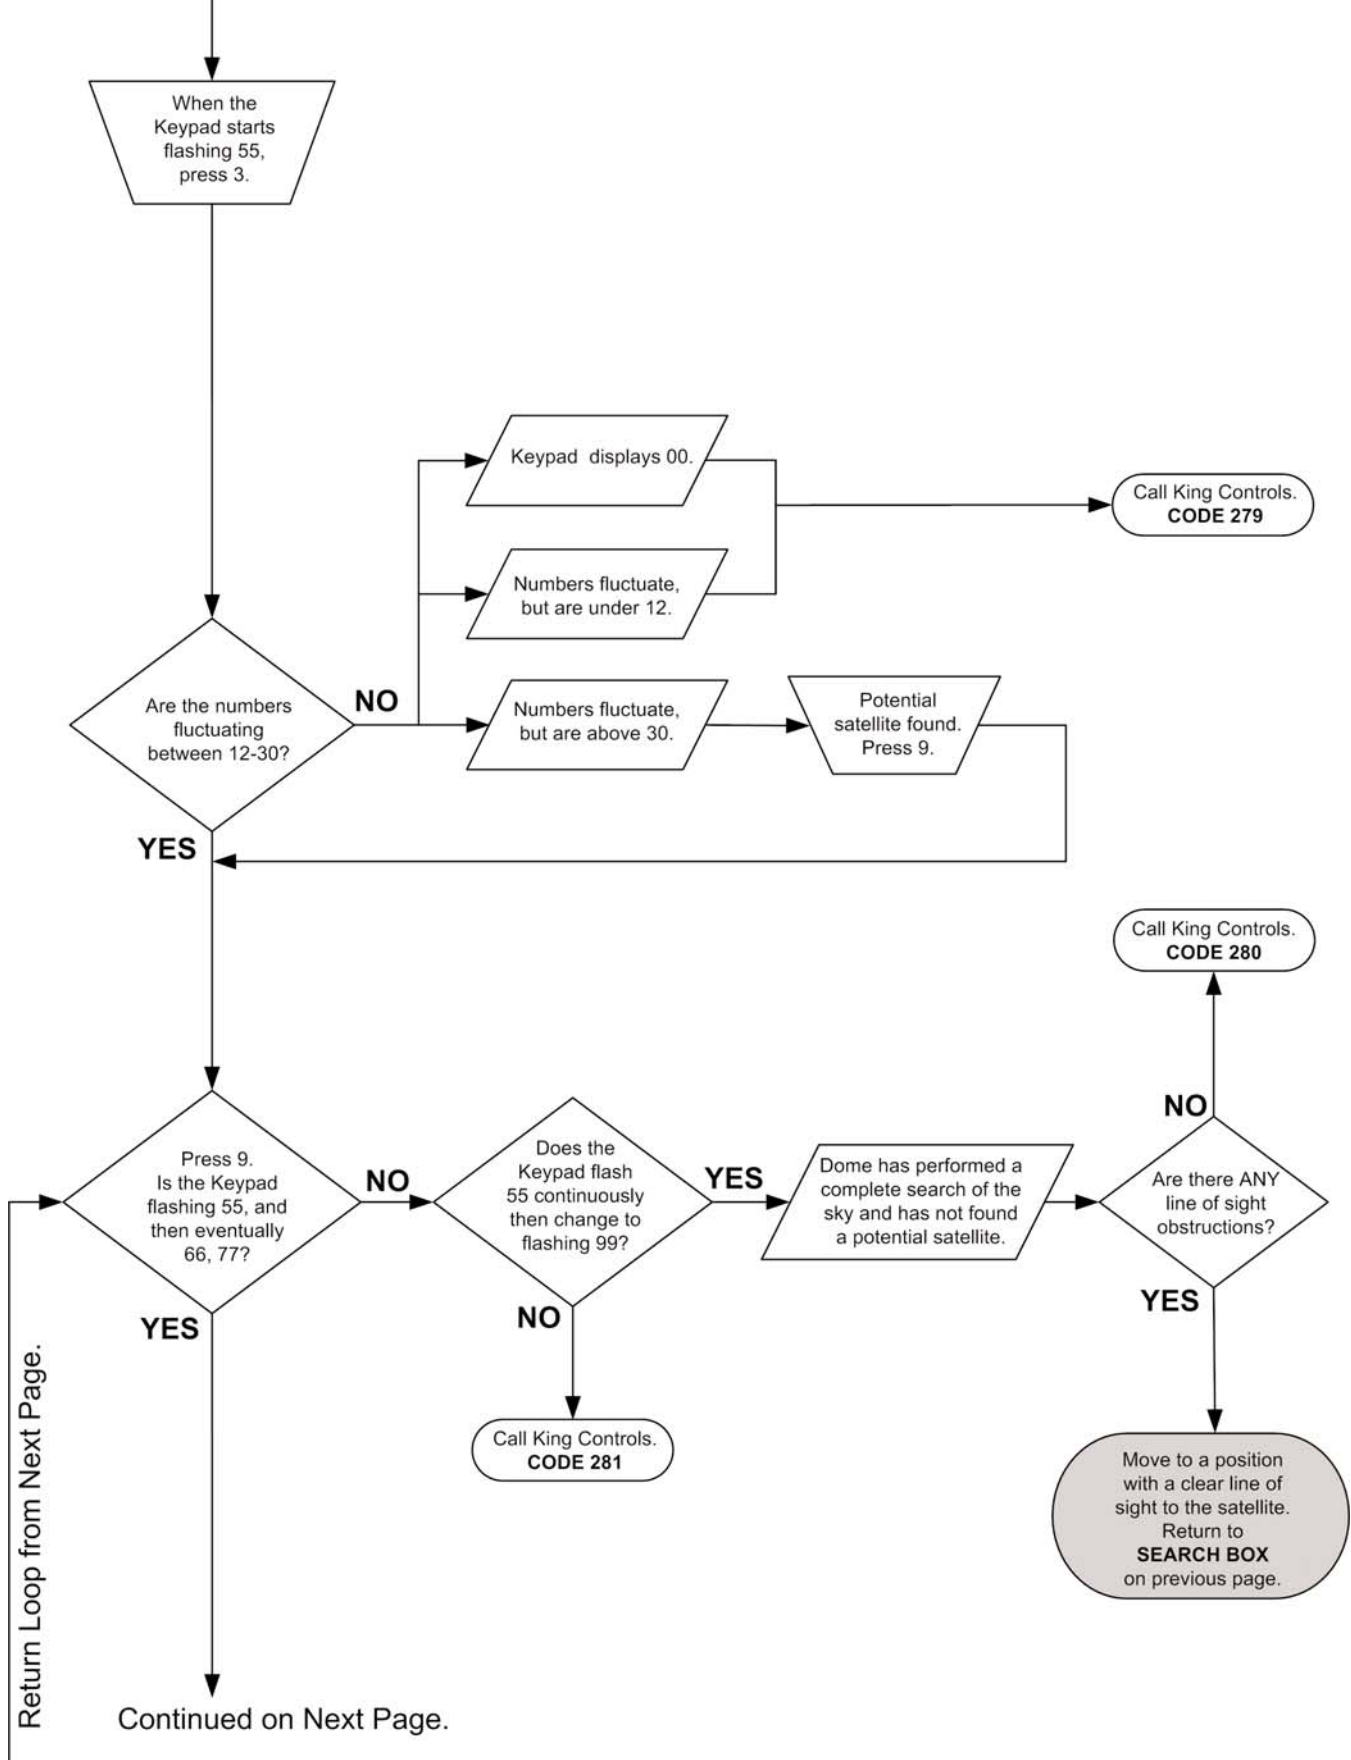 When the
Keypad starts
flashing 55,
press 3.
Keypad displays 00.
Call King Controls.
CODE 279
Numbers fluctuate,
but are under 12.
Are the numbers
fluctuating
between 12-30?
NO
Numbers fluctuate,
but are above 30.
Potential
satellite found.
Press 9.
YES
Call King Controls.
CODE 280
NO
Press 9.
Is the Keypad
flashing 55, and
then eventually
66, 77?
NO
Does the
Keypad flash
55 continuously
then change to
flashing 99?
YES
Dome has performed a
complete search of the
sky and has not found
a potential satellite.
Are there ANY
line of sight
obstructions?
YES
NO
YES
Call King Controls.
CODE 281
Move to a position
with a clear line of
sight to the satellite.
Return to
SEARCH BOX
on previous page.
Return Loop from Next Page.
Continued on Next Page.